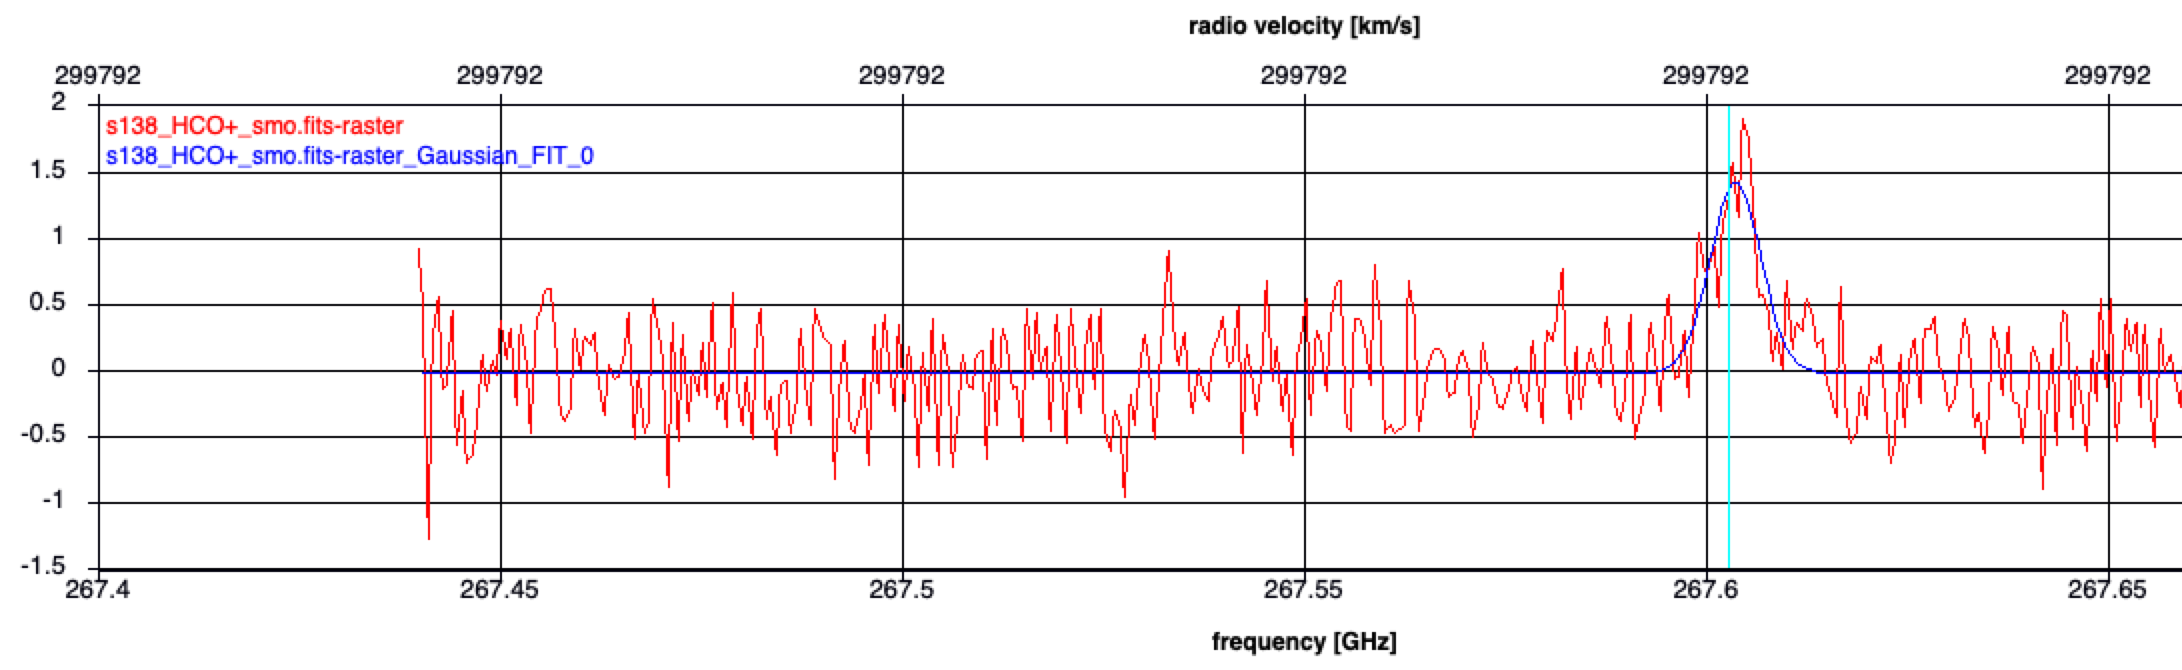 radio velocity [km/s]
299792 299792 299792 299792 299792 299792
2
s138_HCO+_smo.fits-raster
s138_HCO+_smo.fits-raster_Gaussian_FIT_0
1.5
1
0.5
0
-0.5
-1
-1.5
267.4 267.45 267.5 267.55 267.6 267.65
frequency [GHz]